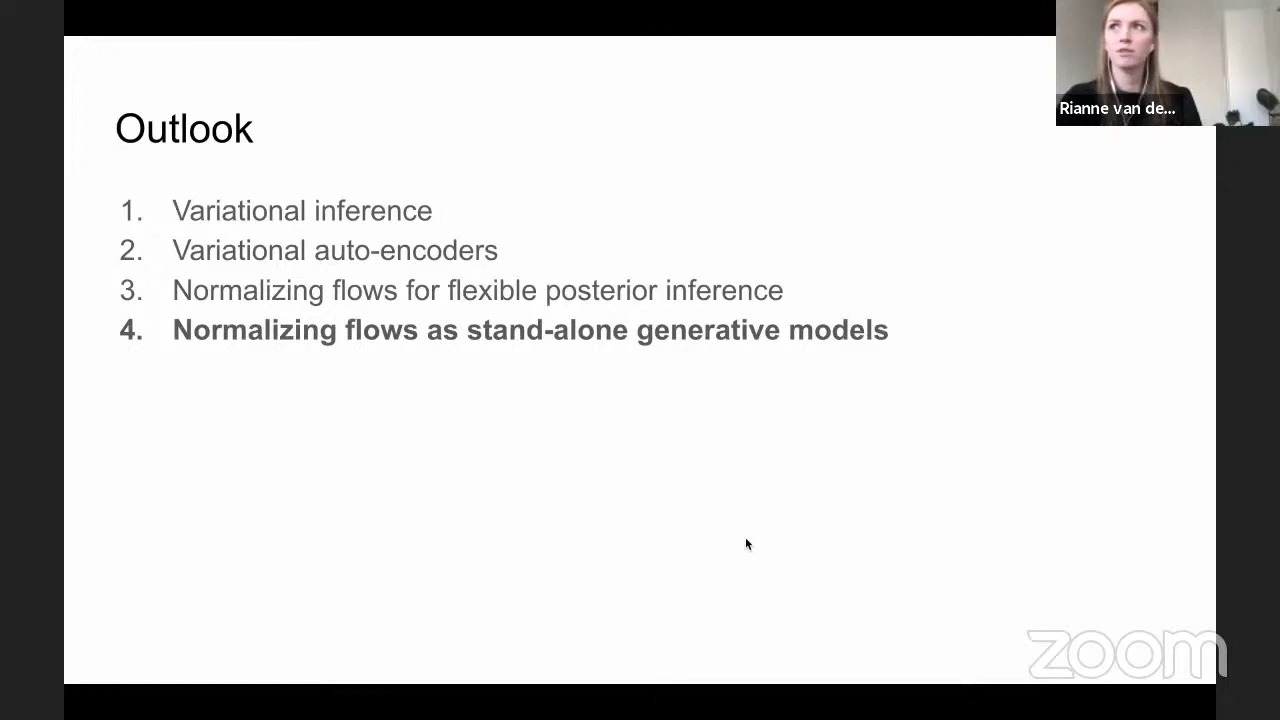 Rianne van de...
Outlook
1. Variational inference
2. Variational auto-encoders
3. Normalizing flows for flexible posterior inference
4. Normalizing flows as stand-alone generative models
zoom